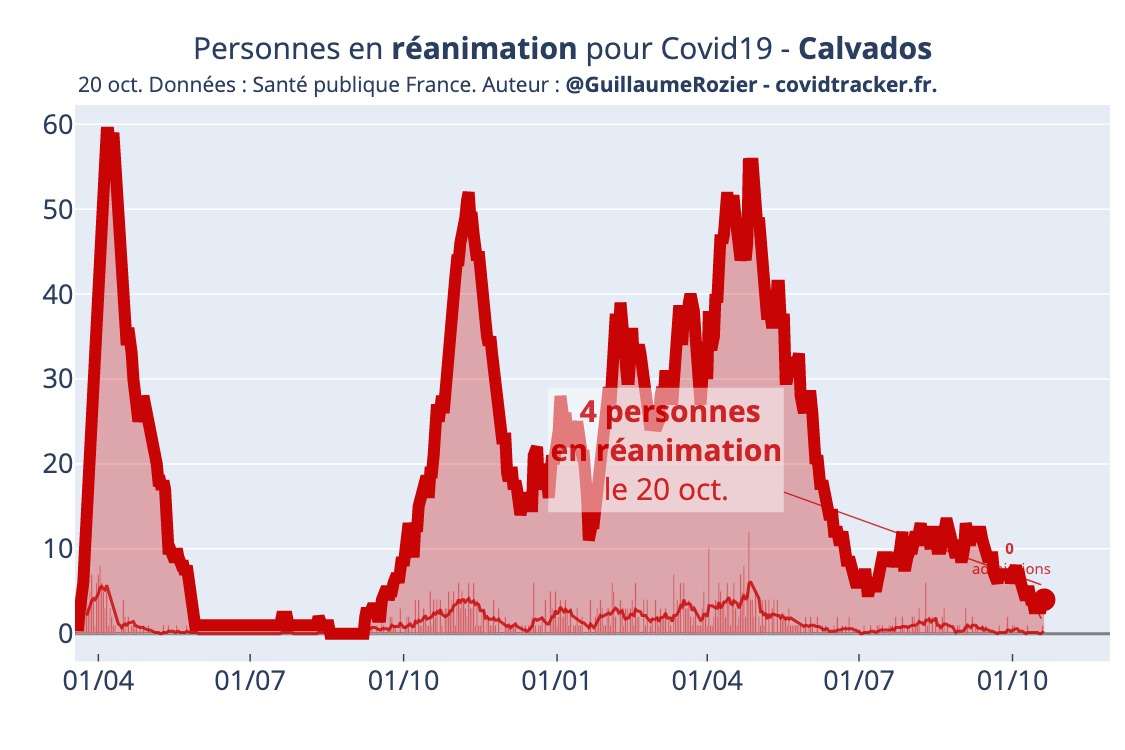 Personnes en réanimation pour Covid19 - Calvados
20 oct. Données : Santé publique France. Auteur : @GuillaumeRozier - covidtracker.fr.
60
50
40
30
20
10
0
4 personnes
en réanimation
le 20 oct.
0
admissions
01/04
01/07
01/10
01/01
01/04
01/07
01/10